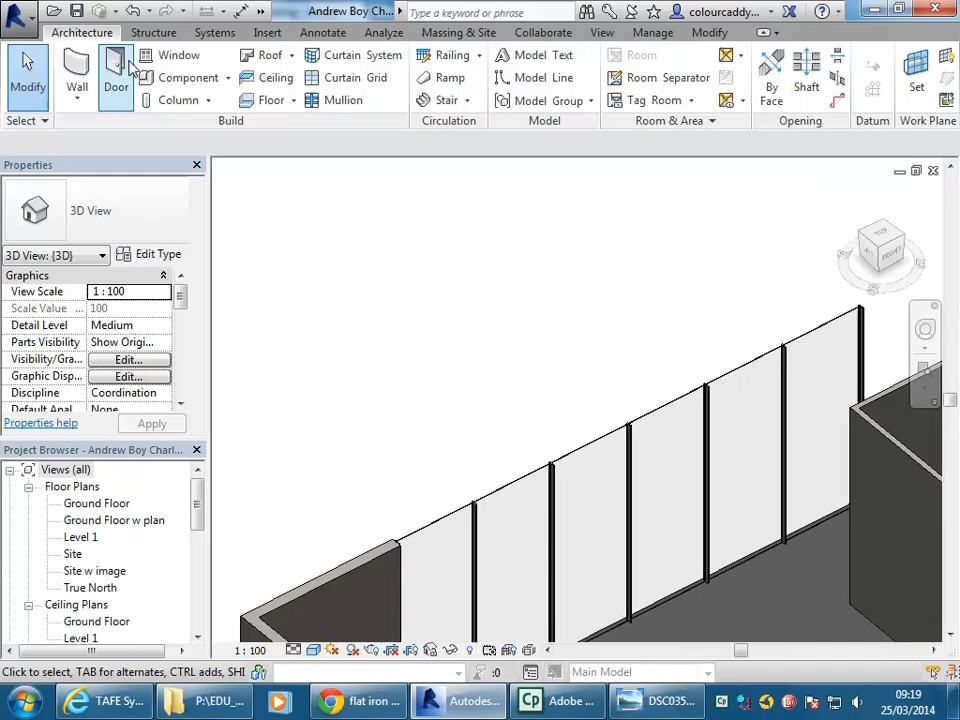 Andrew Boy Ch...
Type a keyword or phrase
colourcaddy...
Architecture
Structure
Systems
Insert
Annotate
Analyze
Massing & Site
Collaborate
View
Manage
Modify
Modify
Wall
Door
Window
Component
Column
Roof
Ceiling
Floor
Curtain System
Curtain Grid
Mullion
Railing
Ramp
Stair
Model Text
Model Line
Model Group
Room
Room Separator
Tag Room
By Face
Shaft
Set
Select
Build
Circulation
Model
Room & Area
Opening
Datum
Work Plane
Properties
3D View
3D View: {3D}
Edit Type
Graphics
View Scale
1 : 100
Scale Value ...
100
Detail Level
Medium
Parts Visibility
Show Origi...
Visibility/Gra...
Edit...
Graphic Disp...
Edit...
Discipline
Coordination
Default Anal...
None
Properties help
Apply
Project Browser - Andrew Boy Charl...
Views (all)
Floor Plans
Ground Floor
Ground Floor w plan
Level 1
Site
Site w image
True North
Ceiling Plans
Ground Floor
Level 1
TOP
FRONT
1 : 100
Click to select, TAB for alternates, CTRL adds, SHI
:0
Main Model
TAFE Sy...
P:\EDU_...
flat iron ...
Autodes...
Cp
Adobe ...
DSC035...
Cp
09:19
25/03/2014